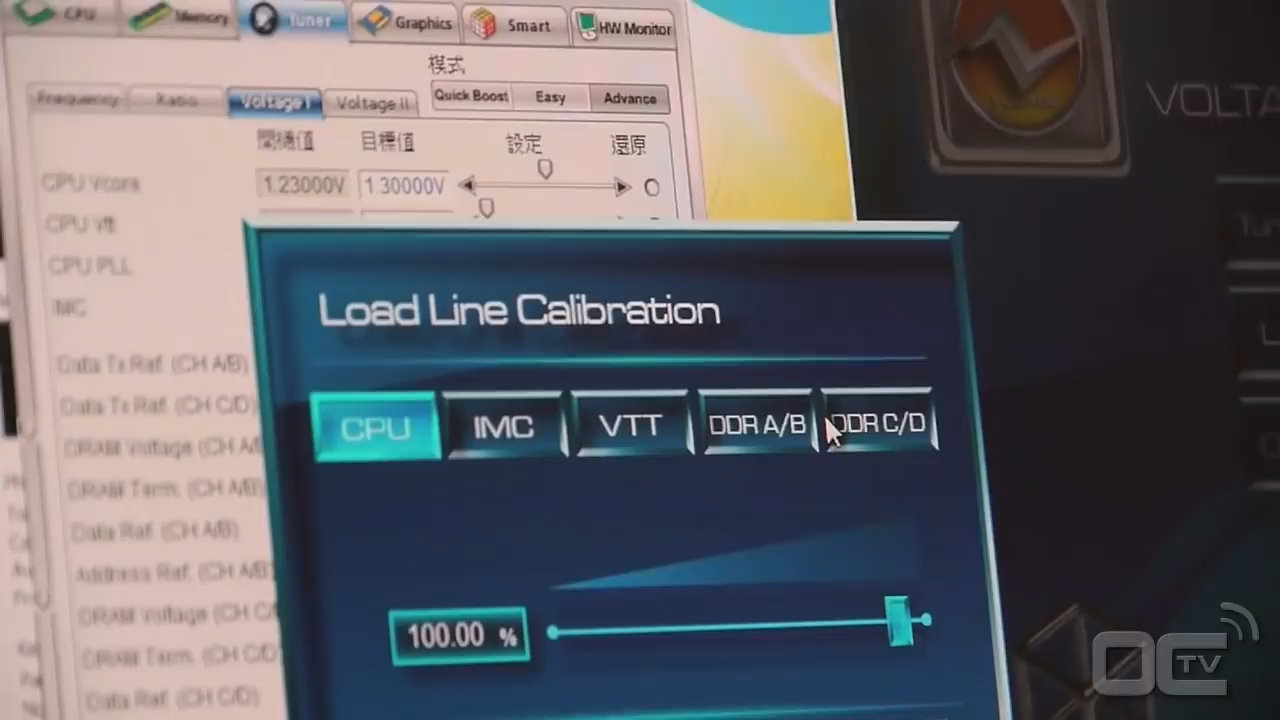 CPU Memory Tuner Graphics Smart HW Monitor
模式
Quick Boost Easy Advance
Frequency Ratio Voltage I Voltage II
開機值 目標值 設定 還原
CPU Vcore 1.23000V 1.30000V
CPU Vtt
CPU PLL
IMC
Data Tx Ref. (CH A/B)
Data Tx Ref. (CH C/D)
DRAM Voltage (CH A/B)
DRAM Term. (CH A/B)
Data Ref. (CH A/B)
Address Ref. (CH A/B)
DRAM Voltage (CH C/
DRAM Term. (CH C/D)
Data Ref. (CH C/D)
Load Line Calibration
CPU IMC VTT DDR A/B DDR C/D
100.00 %
VOLTA
Tu
OC TV